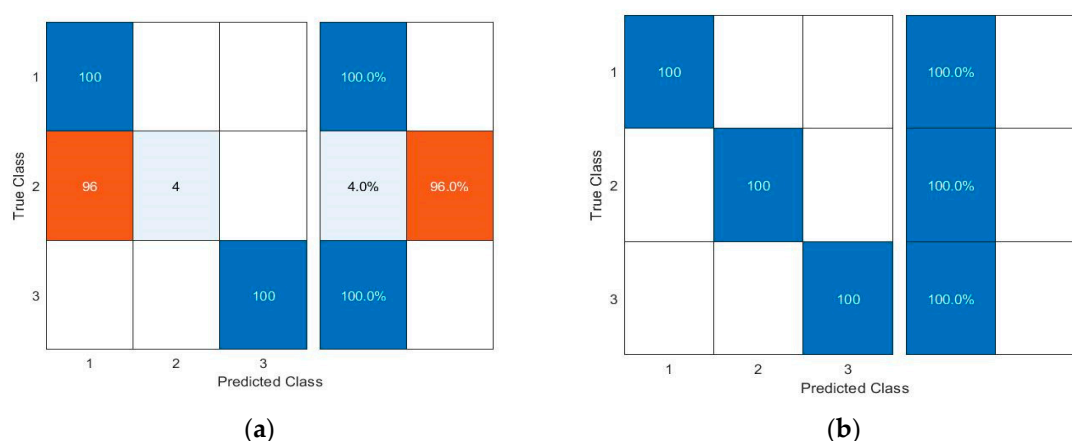 1 100 100.0%
2 96 4 4.0% 96.0%
3 100 100.0%
True Class
1 2 3
Predicted Class
(a)
1 100 100.0%
2 100 100.0%
3 100 100.0%
True Class
1 2 3
Predicted Class
(b)